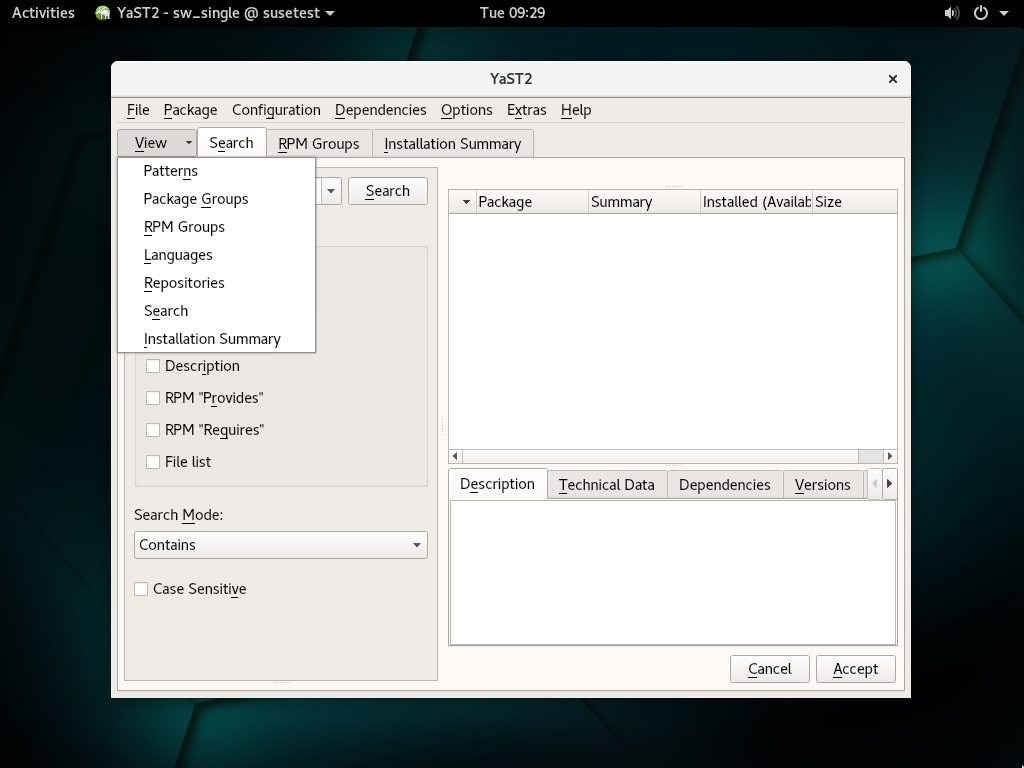 Activities YaST2 - sw_single @ susetest Tue 09:29
YaST2
File Package Configuration Dependencies Options Extras Help
View Search RPM Groups Installation Summary
Patterns
Package Groups
RPM Groups
Languages
Repositories
Search
Installation Summary
Search
Description
RPM "Provides"
RPM "Requires"
File list
Search Mode:
Contains
Case Sensitive
Package Summary Installed (Availab Size
Description Technical Data Dependencies Versions
Cancel Accept